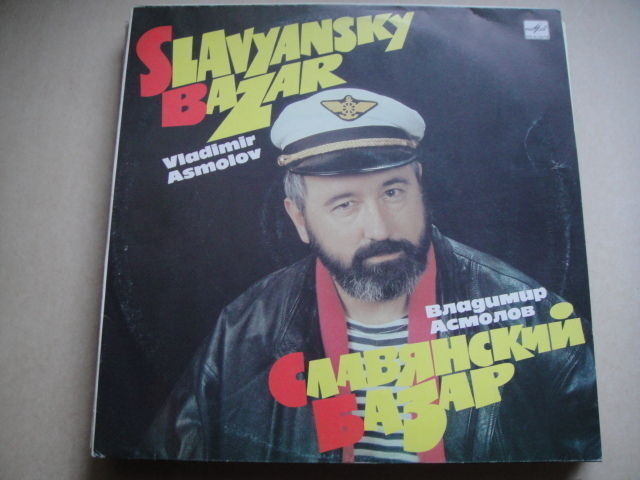 SLAVYANSKY
BAZAR
Vladimir
Asmolov
Владимир
Асмолов
СЛАВЯНСКИЙ
БАЗАР